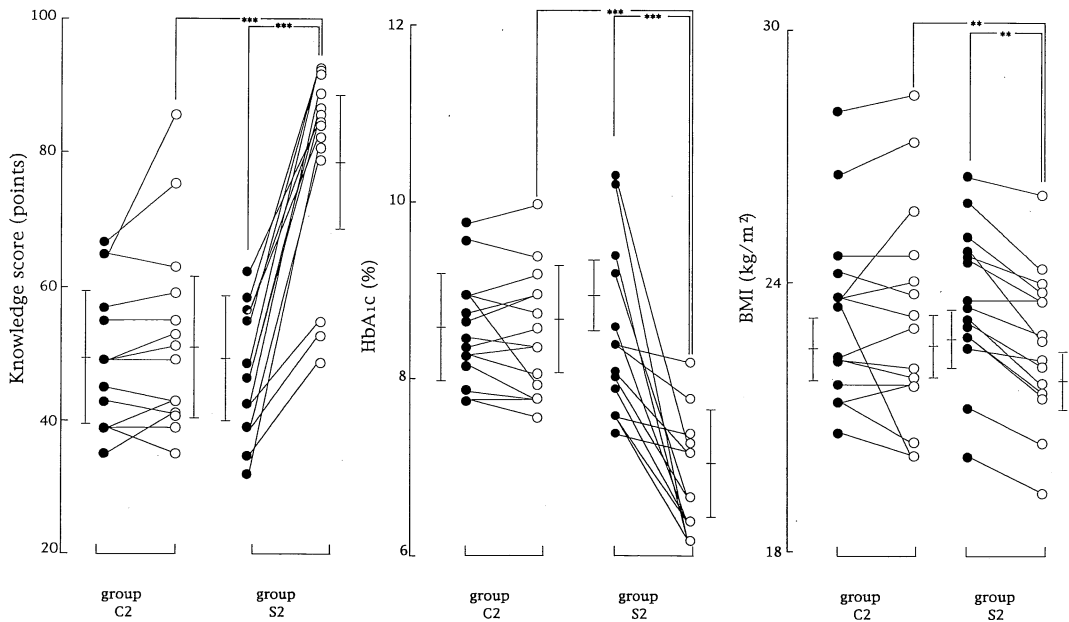 Knowledge score (points)
100
80
60
40
20
***
***
group
C2
group
S2
HbA1c (%)
12
10
8
6
***
***
group
C2
group
S2
BMI (kg/m²)
30
24
18
**
**
group
C2
group
S2